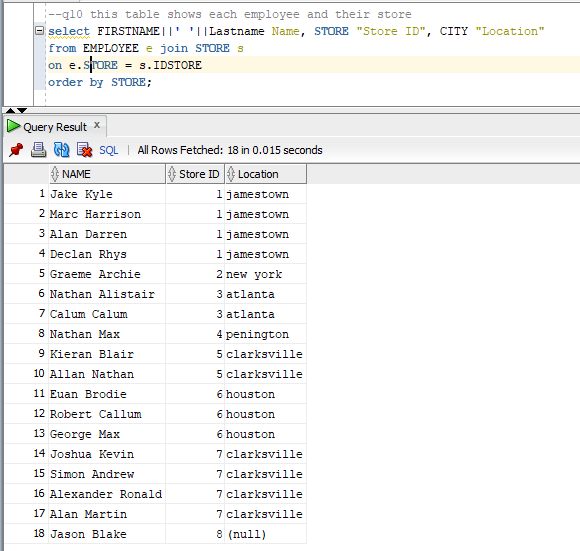 --q10 this table shows each employee and their store
select FIRSTNAME||' '||Lastname Name, STORE "Store ID", CITY "Location"
from EMPLOYEE e join STORE s
on e.STORE = s.IDSTORE
order by STORE;
Query Result x
SQL | All Rows Fetched: 18 in 0.015 seconds
NAME Store ID Location
1 Jake Kyle 1 jamestown
2 Marc Harrison 1 jamestown
3 Alan Darren 1 jamestown
4 Declan Rhys 1 jamestown
5 Graeme Archie 2 new york
6 Nathan Alistair 3 atlanta
7 Calum Calum 3 atlanta
8 Nathan Max 4 penington
9 Kieran Blair 5 clarksville
10 Allan Nathan 5 clarksville
11 Euan Brodie 6 houston
12 Robert Callum 6 houston
13 George Max 6 houston
14 Joshua Kevin 7 clarksville
15 Simon Andrew 7 clarksville
16 Alexander Ronald 7 clarksville
17 Alan Martin 7 clarksville
18 Jason Blake 8 (null)